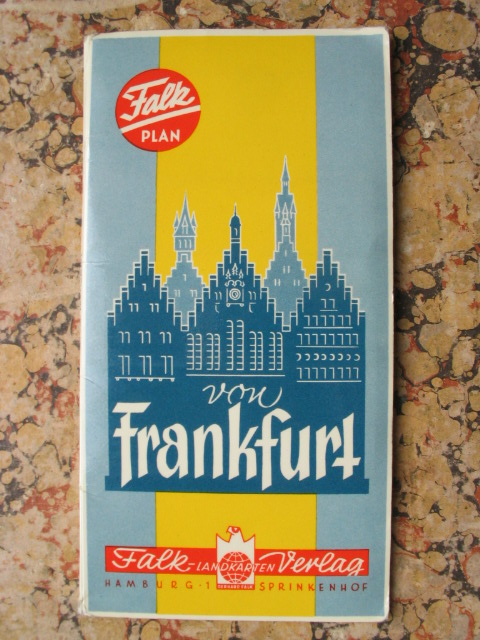 Falk
PLAN
von
Frankfurt
Falk-LANDKARTEN Verlag
HAMBURG·1 SPRINKENHOF